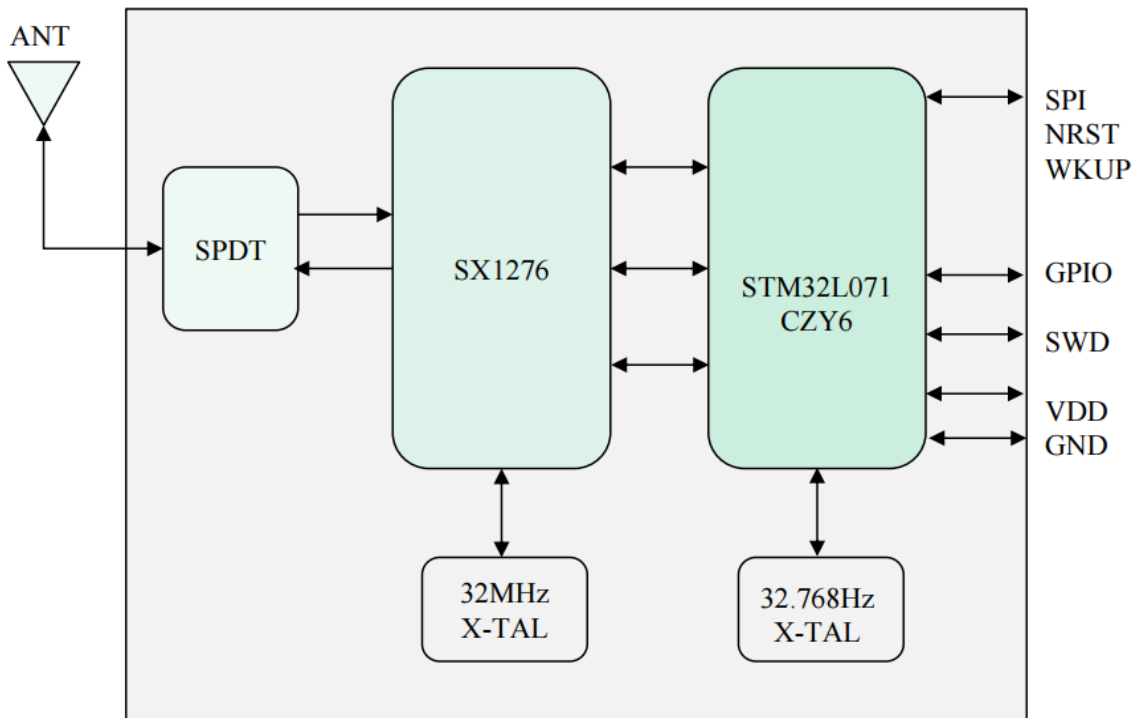 ANT
SPDT
SX1276
STM32L071
CZY6
SPI
NRST
WKUP
GPIO
SWD
VDD
GND
32MHz
X-TAL
32.768Hz
X-TAL